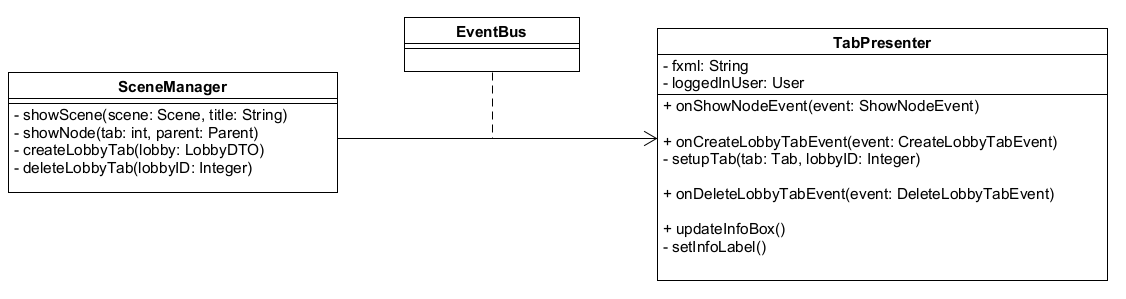 EventBus
SceneManager
- showScene(scene: Scene, title: String)
- showNode(tab: int, parent: Parent)
- createLobbyTab(lobby: LobbyDTO)
- deleteLobbyTab(lobbyID: Integer)
TabPresenter
- fxml: String
- loggedInUser: User
+ onShowNodeEvent(event: ShowNodeEvent)
+ onCreateLobbyTabEvent(event: CreateLobbyTabEvent)
- setupTab(tab: Tab, lobbyID: Integer)
+ onDeleteLobbyTabEvent(event: DeleteLobbyTabEvent)
+ updateInfoBox()
- setInfoLabel()